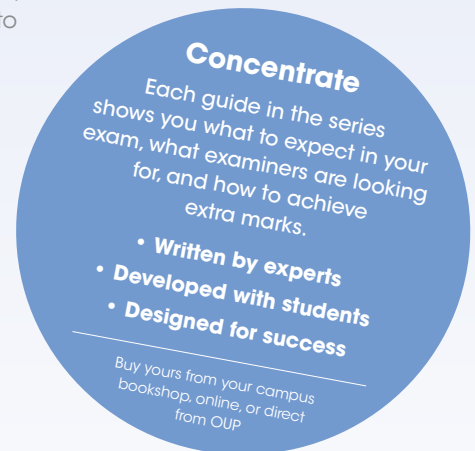 to
Concentrate
Each guide in the series
shows you what to expect in your
exam, what examiners are looking
for, and how to achieve
extra marks.
• Written by experts
• Developed with students
• Designed for success
Buy yours from your campus
bookshop, online, or direct
from OUP